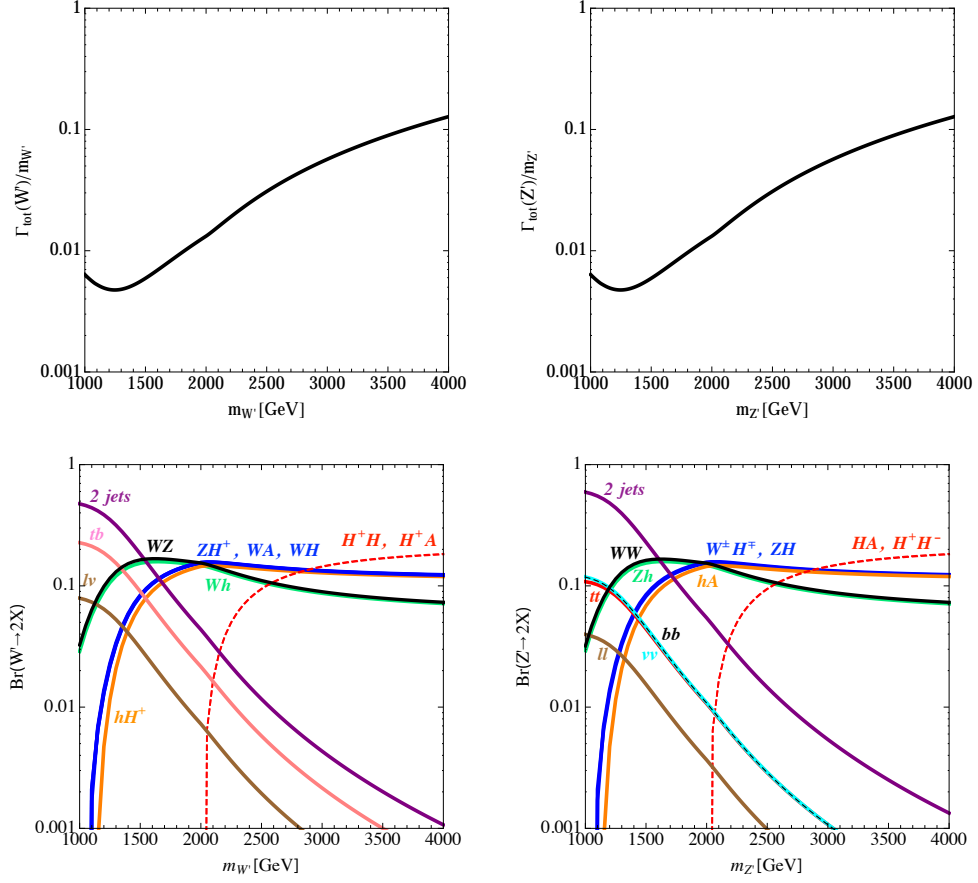 1
0.1
0.01
0.001
Γtot(W')/mW'
1000 1500 2000 2500 3000 3500 4000
mW' [GeV]
1
0.1
0.01
0.001
Γtot(Z')/mZ'
1000 1500 2000 2500 3000 3500 4000
mZ' [GeV]
1
0.1
0.01
0.001
Br(W'→2X)
2 jets
tb
WZ
ZH⁺ , WA, WH
H⁺H, H⁺A
Wh
lν
hH⁺
1000 1500 2000 2500 3000 3500 4000
mW' [GeV]
1
0.1
0.01
0.001
Br(Z'→2X)
2 jets
WW
W±H∓, ZH
HA, H⁺H⁻
Zh
hA
tt
bb
νν
ll
1000 1500 2000 2500 3000 3500 4000
mZ' [GeV]